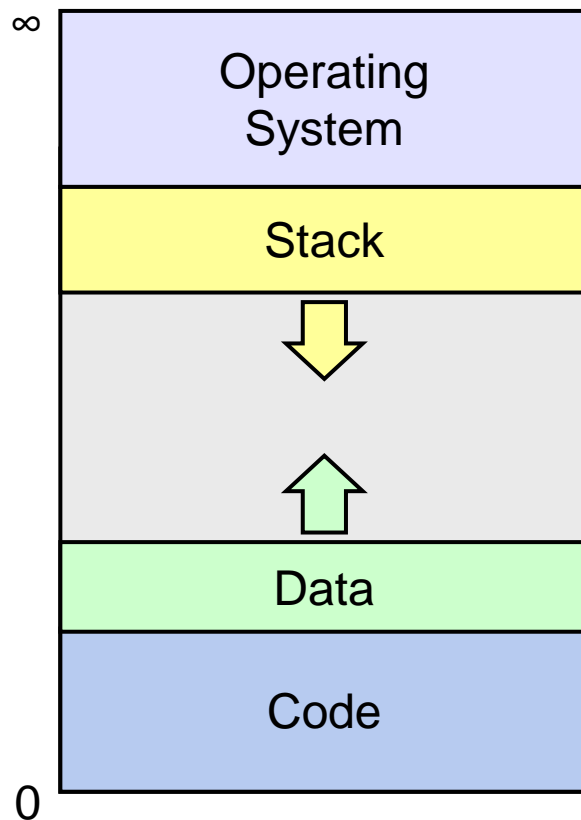 ∞
Operating
System
Stack
Data
Code
0